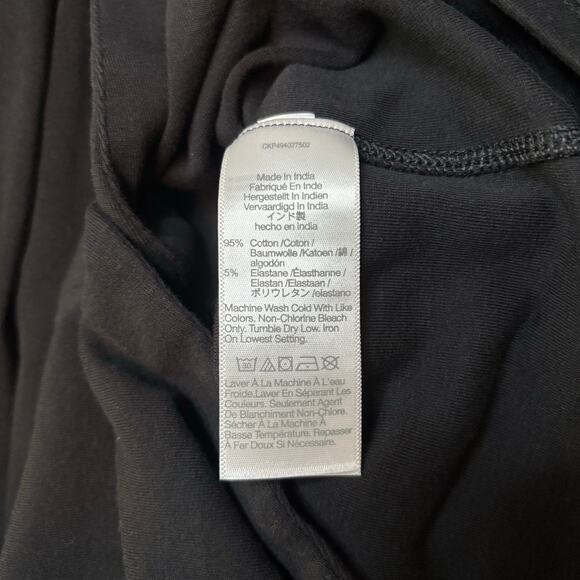 CKP494027502
Made In India
Fabriqué En Inde
Hergestellt In Indien
Vervaardigd In India
インド製
hecho en india
95% Cotton /Coton /
Baumwolle /Katoen /綿 /
algodón
5% Elastane /Élasthanne /
Elastan /Elastaan /
ポリウレタン /elastano
Machine Wash Cold With Like
Colors. Non-Chlorine Bleach
Only. Tumble Dry Low. Iron
On Lowest Setting.
30
Laver À La Machine À L'eau
Froide.Laver En Séparant Les
Couleurs. Seulement Agent
De Blanchiment Non-Chlore.
Sécher À La Machine À
Basse Température. Repasser
À Fer Doux Si Nécessaire.